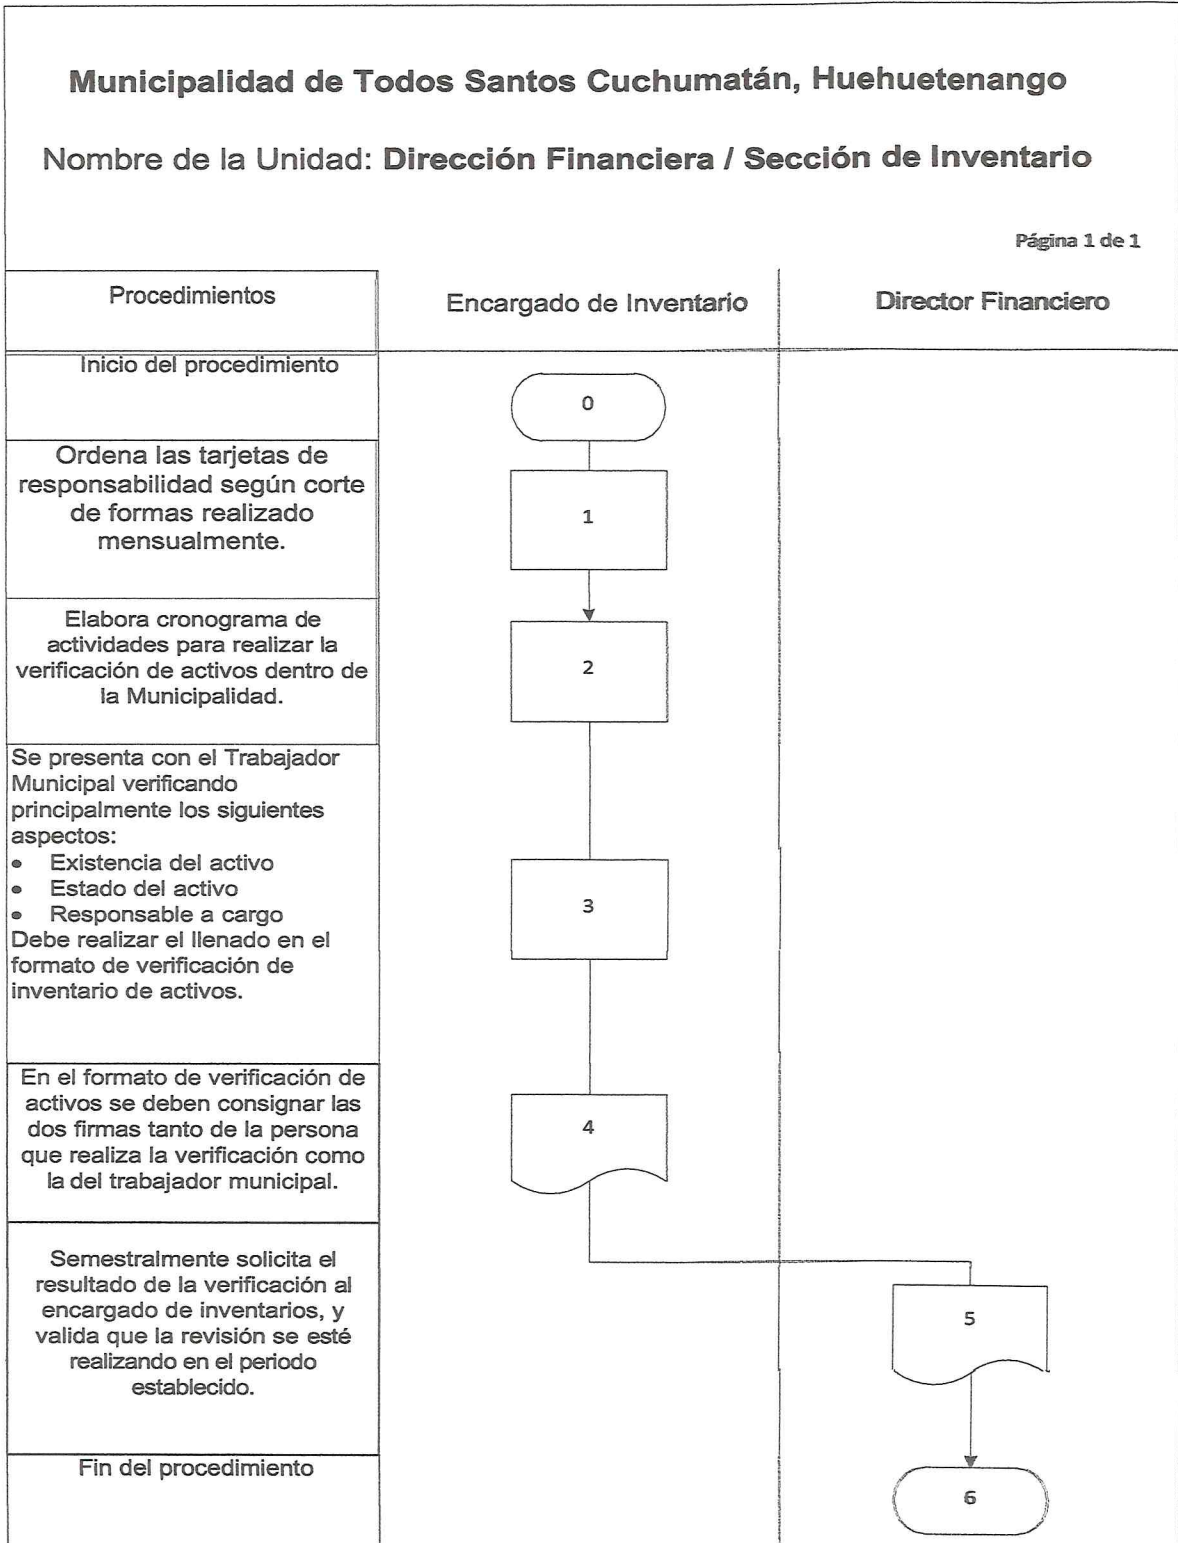 Municipalidad de Todos Santos Cuchumatán, Huehuetenango
Nombre de la Unidad: Dirección Financiera / Sección de Inventario
Página 1 de 1
Procedimientos
Encargado de Inventario
Director Financiero
Inicio del procedimiento
0
Ordena las tarjetas de
responsabilidad según corte
de formas realizado
mensualmente.
1
Elabora cronograma de
actividades para realizar la
verificación de activos dentro de
la Municipalidad.
2
Se presenta con el Trabajador
Municipal verificando
principalmente los siguientes
aspectos:
• Existencia del activo
• Estado del activo
• Responsable a cargo
Debe realizar el llenado en el
formato de verificación de
inventario de activos.
3
En el formato de verificación de
activos se deben consignar las
dos firmas tanto de la persona
que realiza la verificación como
la del trabajador municipal.
4
Semestralmente solicita el
resultado de la verificación al
encargado de inventarios, y
valida que la revisión se esté
realizando en el periodo
establecido.
5
Fin del procedimiento
6